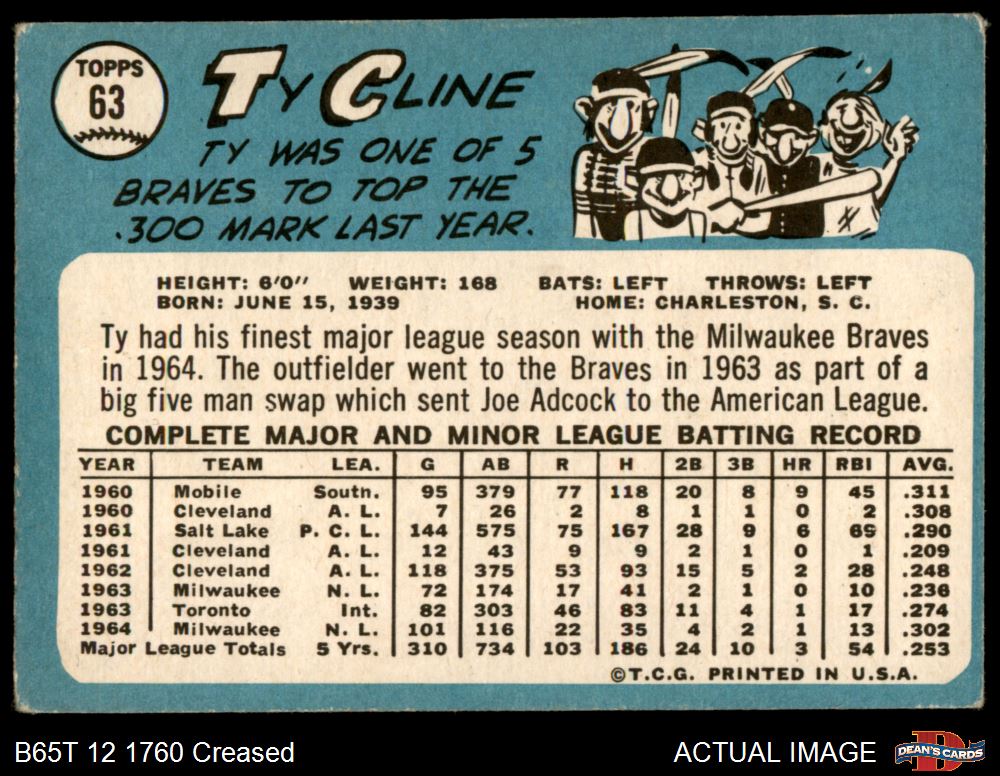 TOPPS
63
TY CLINE
TY WAS ONE OF 5
BRAVES TO TOP THE
.300 MARK LAST YEAR.
HEIGHT: 6'0" WEIGHT: 168 BATS: LEFT THROWS: LEFT
BORN: JUNE 15, 1939 HOME: CHARLESTON, S. C.
Ty had his finest major league season with the Milwaukee Braves
in 1964. The outfielder went to the Braves in 1963 as part of a
big five man swap which sent Joe Adcock to the American League.
COMPLETE MAJOR AND MINOR LEAGUE BATTING RECORD
YEAR TEAM LEA. G AB R H 2B 3B HR RBI AVG.
1960 Mobile South. 95 379 77 118 20 8 9 45 .311
1960 Cleveland A. L. 7 26 2 8 1 1 0 2 .308
1961 Salt Lake P. C. L. 144 575 75 167 28 9 6 69 .290
1961 Cleveland A. L. 12 43 9 9 2 1 0 1 .209
1962 Cleveland A. L. 118 375 53 93 15 5 2 28 .248
1963 Milwaukee N. L. 72 174 17 41 2 1 0 10 .236
1963 Toronto Int. 82 303 46 83 11 4 1 17 .274
1964 Milwaukee N. L. 101 116 22 35 4 2 1 13 .302
Major League Totals 5 Yrs. 310 734 103 186 24 10 3 54 .253
©T.C.G. PRINTED IN U.S.A.
B65T 12 1760 Creased
ACTUAL IMAGE
D
DEAN'S CARDS